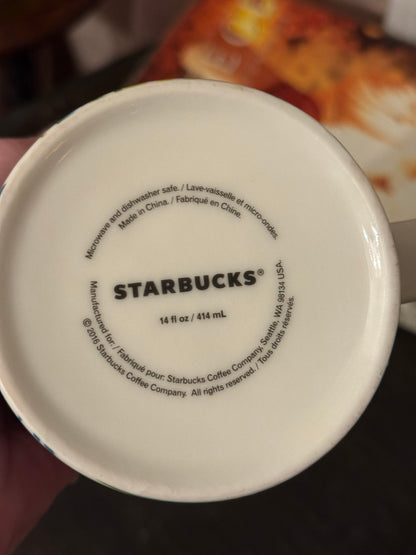 Microwave and dishwasher safe. / Lave-vaisselle et micro-ondes.
Made in China. / Fabriqué en Chine.
STARBUCKS®
14 fl oz / 414 mL
Manufactured for: / Fabriqué pour: Starbucks Coffee Company, Seattle, WA 98134 USA.
© 2016 Starbucks Coffee Company. All rights reserved. / Tous droits réservés.